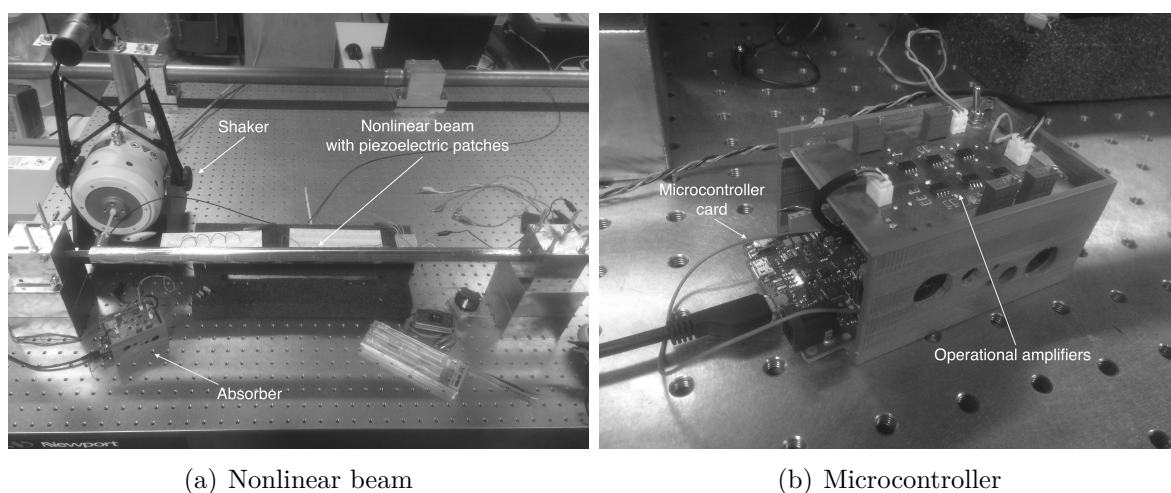 Shaker
Nonlinear beam
with piezoelectric patches
Absorber
Newport
Microcontroller
card
Operational amplifiers
(a) Nonlinear beam
(b) Microcontroller